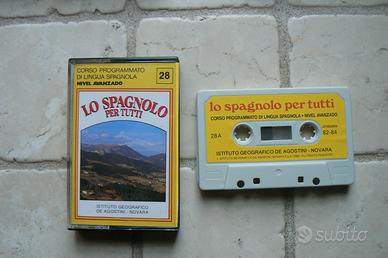 CORSO PROGRAMMATO
DI LINGUA SPAGNOLA
NIVEL AVANZADO
28
LO SPAGNOLO
PER TUTTI
ISTITUTO GEOGRAFICO
DE AGOSTINI - NOVARA
lo spagnolo per tutti
CORSO PROGRAMMATO DI LINGUA SPAGNOLA • NIVEL AVANZADO
28A
82-84
ISTITUTO GEOGRAFICO DE AGOSTINI - NOVARA
subito